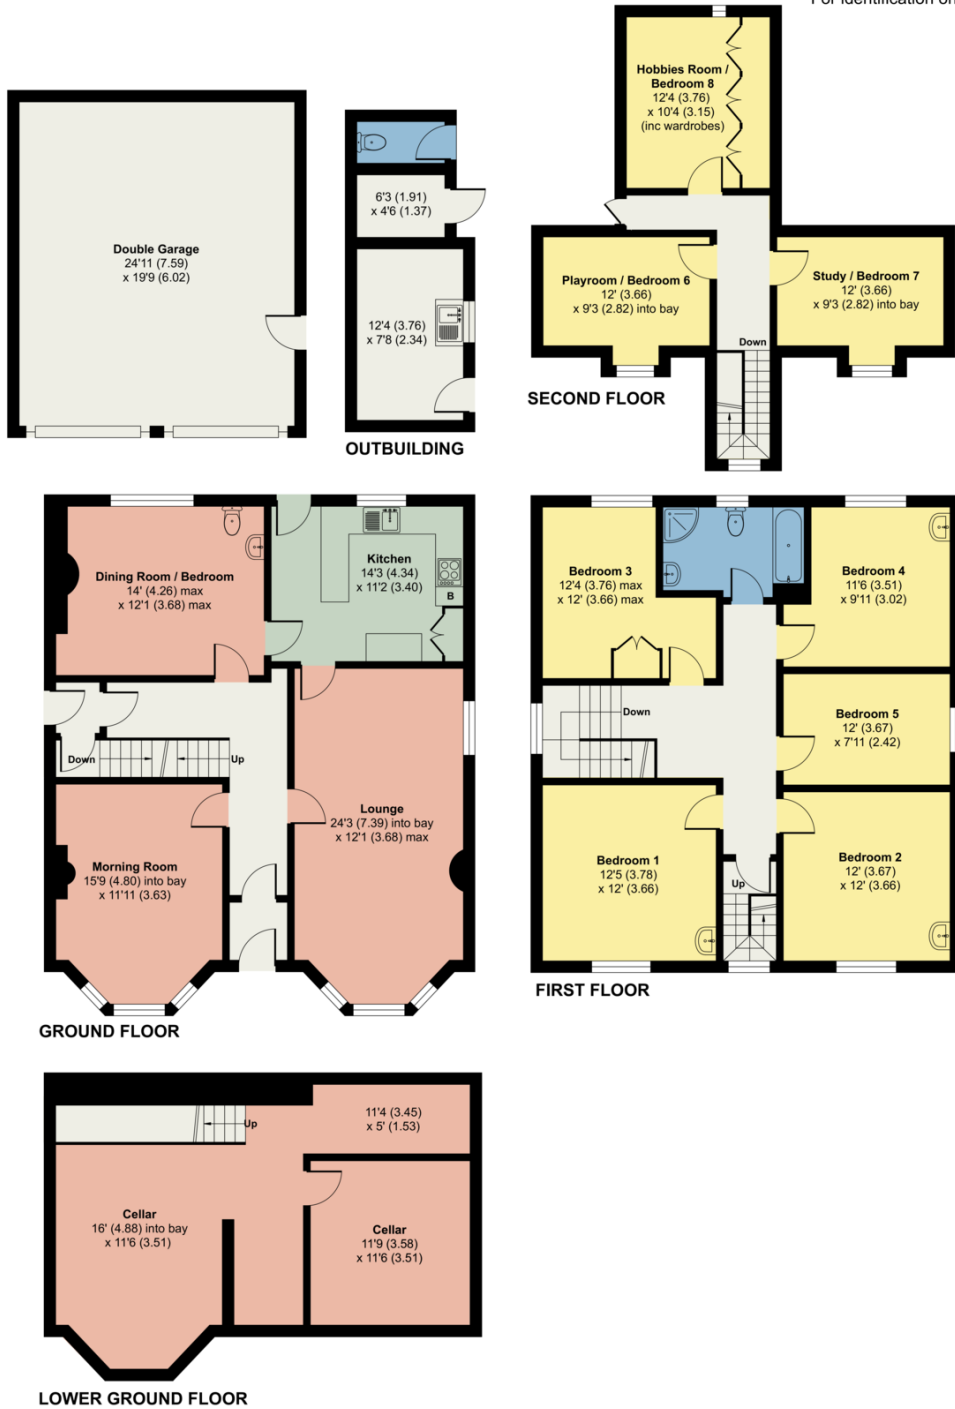 For identification on
Hobbies Room /
Bedroom 8
12'4 (3.76)
x 10'4 (3.15)
(inc wardrobes)
6'3 (1.91)
x 4'6 (1.37)
Double Garage
24'11 (7.59)
x 19'9 (6.02)
Playroom / Bedroom 6
12' (3.66)
x 9'3 (2.82) into bay
Study / Bedroom 7
12' (3.66)
x 9'3 (2.82) into bay
12'4 (3.76)
x 7'8 (2.34)
Down
SECOND FLOOR
OUTBUILDING
Dining Room / Bedroom
14' (4.26) max
x 12'1 (3.68) max
Kitchen
14'3 (4.34)
x 11'2 (3.40)
B
Down
Up
Lounge
24'3 (7.39) into bay
x 12'1 (3.68) max
Morning Room
15'9 (4.80) into bay
x 11'11 (3.63)
GROUND FLOOR
Bedroom 3
12'4 (3.76) max
x 12' (3.66) max
Bedroom 4
11'6 (3.51)
x 9'11 (3.02)
Down
Bedroom 5
12' (3.67)
x 7'11 (2.42)
Bedroom 1
12'5 (3.78)
x 12' (3.66)
Up
Bedroom 2
12' (3.67)
x 12' (3.66)
FIRST FLOOR
Up
11'4 (3.45)
x 5' (1.53)
Cellar
16' (4.88) into bay
x 11'6 (3.51)
Cellar
11'9 (3.58)
x 11'6 (3.51)
LOWER GROUND FLOOR